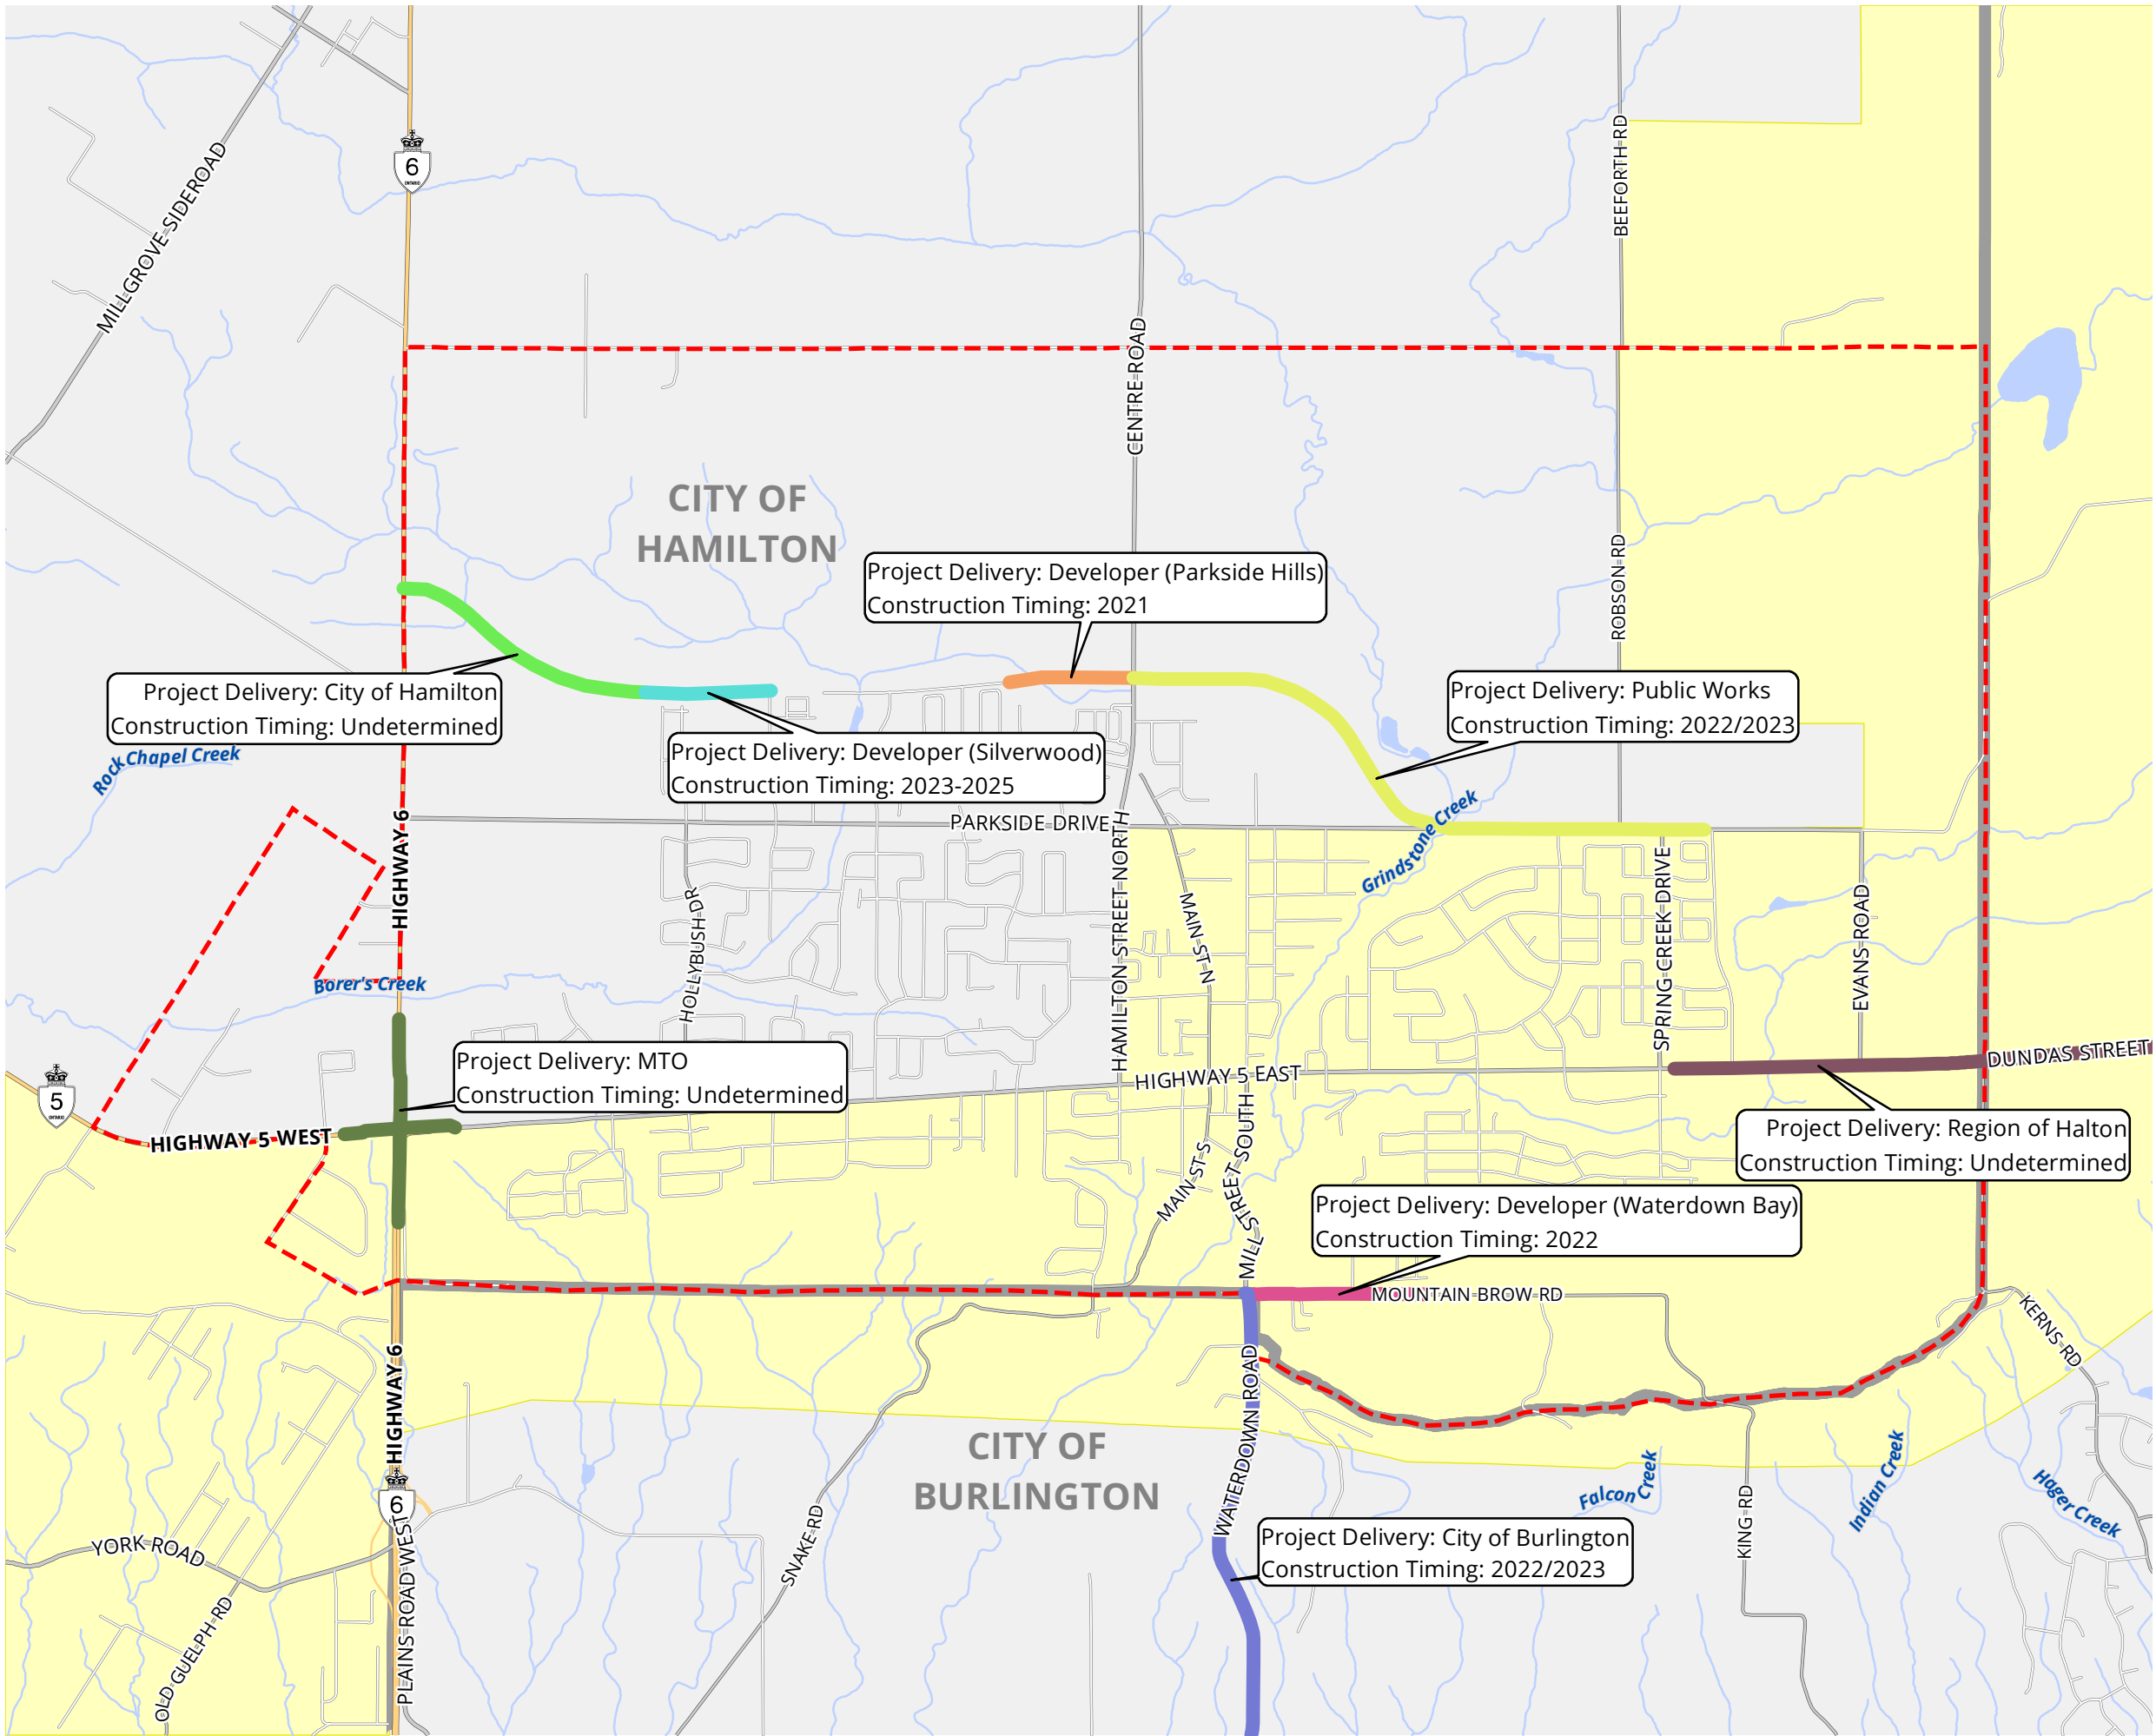 BEEFORTH RD
6
ONTARIO
MILLGROVE SIDEROAD
CENTRE ROAD
CITY OF
HAMILTON
ROBSON RD
Project Delivery: Developer (Parkside Hills)
Construction Timing: 2021
Project Delivery: City of Hamilton
Construction Timing: Undetermined
Project Delivery: Public Works
Construction Timing: 2022/2023
Project Delivery: Developer (Silverwood)
Construction Timing: 2023-2025
Rock Chapel Creek
PARKSIDE DRIVE
HIGHWAY 6
Grindstone Creek
HOLLYBUSH DR
HAMILTON STREET NORTH
MAIN ST N
SPRING CREEK DRIVE
EVANS ROAD
Borer's Creek
Project Delivery: MTO
Construction Timing: Undetermined
5
ONTARIO
HIGHWAY 5 WEST
HIGHWAY 5 EAST
DUNDAS STREET
Project Delivery: Region of Halton
Construction Timing: Undetermined
MAIN ST S
MILL STREET SOUTH
Project Delivery: Developer (Waterdown Bay)
Construction Timing: 2022
MOUNTAIN BROW RD
KERNS RD
HIGHWAY 6
WATERDOWN ROAD
CITY OF
BURLINGTON
Falcon Creek
Indian Creek
Hager Creek
KING RD
6
YORK ROAD
SNAKE RD
Project Delivery: City of Burlington
Construction Timing: 2022/2023
PLAINS ROAD WEST
OLD GUELPH RD